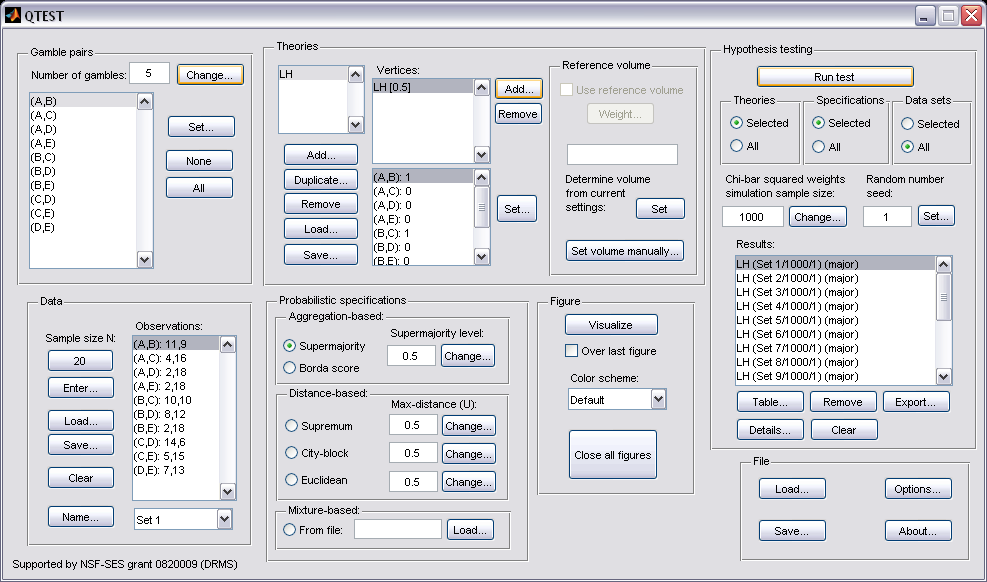 QTEST
Gamble pairs
Number of gambles:
5
Change...
(A,B)
(A,C)
(A,D)
(A,E)
(B,C)
(B,D)
(B,E)
(C,D)
(C,E)
(D,E)
Set...
None
All
Theories
LH
Add...
Duplicate...
Remove
Load...
Save...
Vertices:
LH [0.5]
Add...
Remove
(A,B): 1
(A,C): 0
(A,D): 0
(A,E): 0
(B,C): 1
(B,D): 0
(B,E): 0
Set...
Reference volume
Use reference volume
Weight...
Determine volume
from current
settings:
Set
Set volume manually...
Hypothesis testing
Run test
Theories
Selected
All
Specifications
Selected
All
Data sets
Selected
All
Chi-bar squared weights
simulation sample size:
1000
Change...
Random number
seed:
1
Set...
Results:
LH (Set 1/1000/1) (major)
LH (Set 2/1000/1) (major)
LH (Set 3/1000/1) (major)
LH (Set 4/1000/1) (major)
LH (Set 5/1000/1) (major)
LH (Set 6/1000/1) (major)
LH (Set 7/1000/1) (major)
LH (Set 8/1000/1) (major)
LH (Set 9/1000/1) (major)
Table...
Remove
Export...
Details...
Clear
Data
Sample size N:
20
Enter...
Load...
Save...
Clear
Name...
Observations:
(A,B): 11,9
(A,C): 4,16
(A,D): 2,18
(A,E): 2,18
(B,C): 10,10
(B,D): 8,12
(B,E): 2,18
(C,D): 14,6
(C,E): 5,15
(D,E): 7,13
Set 1
Probabilistic specifications
Aggregation-based:
Supermajority
Borda score
Supermajority level:
0.5
Change...
Distance-based:
Max-distance (U):
Supremum
0.5
Change...
City-block
0.5
Change...
Euclidean
0.5
Change...
Mixture-based:
From file:
Load...
Figure
Visualize
Over last figure
Color scheme:
Default
Close all figures
File
Load...
Options...
Save...
About...
Supported by NSF-SES grant 0820009 (DRMS)